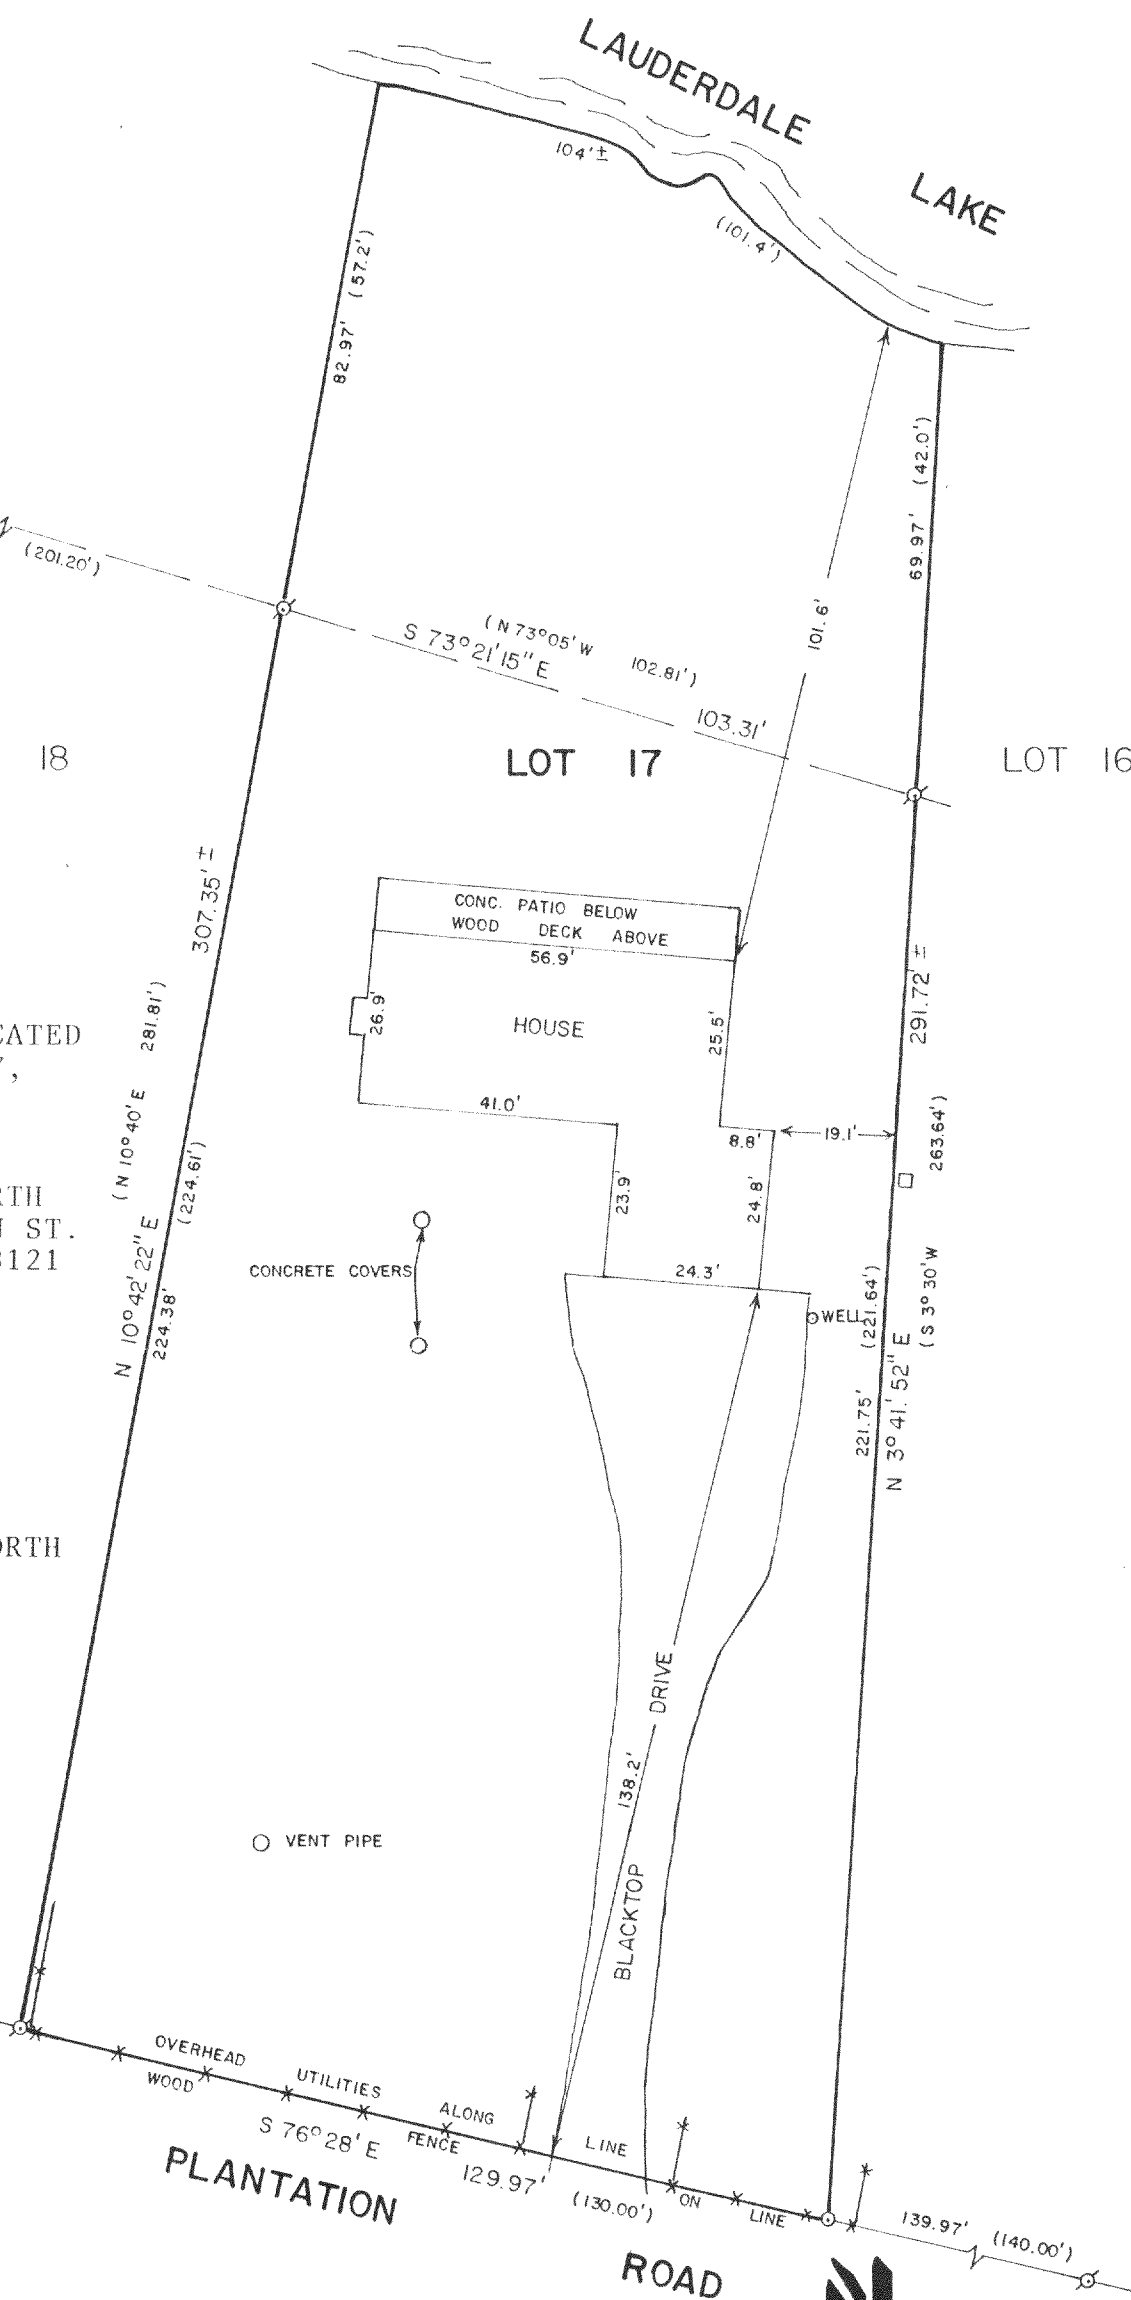 LAUDERDALE
LAKE
104'±
(101.4')
82.97' (57.2')
69.97' (42.0')
(201.20')
(N 73°05'W 102.81')
S 73°21'15" E
103.31'
101.6'
18
LOT 17
LOT 16
307.35'±
291.72'±
CONC. PATIO BELOW
WOOD DECK ABOVE
56.9'
26.9'
HOUSE
25.5'
41.0'
8.8'
19.1'
23.9'
24.8'
24.3'
(N 10°40'E 281.81')
(224.61')
N 10°42'22" E
224.38'
263.64')
(S 3°30'W
(221.64')
N 3°41'52" E
221.75'
CATED
RTH
ST.
3121
ORTH
CONCRETE COVERS
WELL
DRIVE
138.2'
BLACKTOP
VENT PIPE
OVERHEAD UTILITIES ALONG LINE
WOOD FENCE ON LINE
S 76°28' E
129.97'
(130.00')
139.97' (140.00')
PLANTATION
ROAD